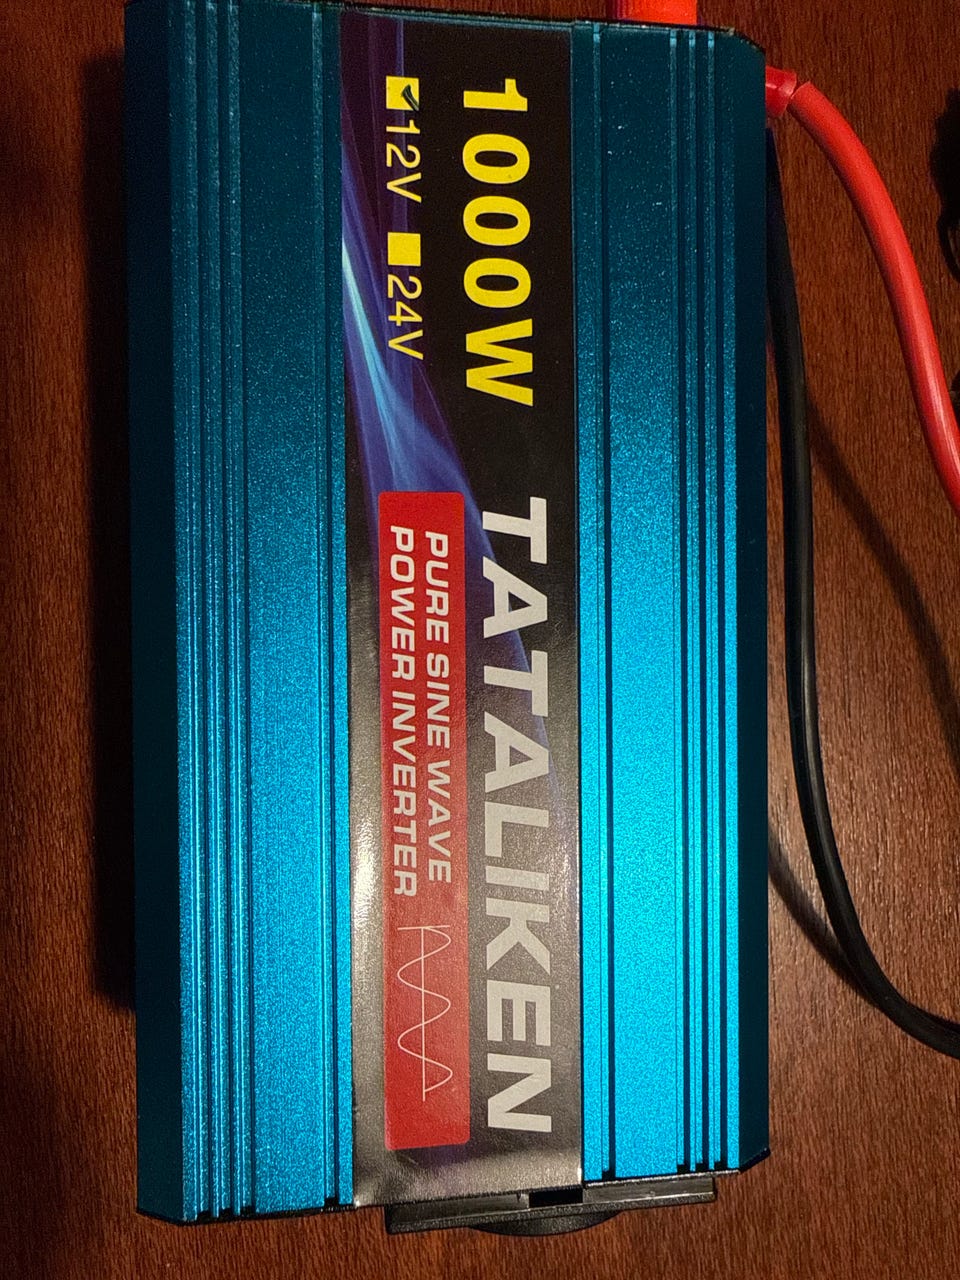 1000W TATALIKEN
12V 24V
PURE SINE WAVE
POWER INVERTER